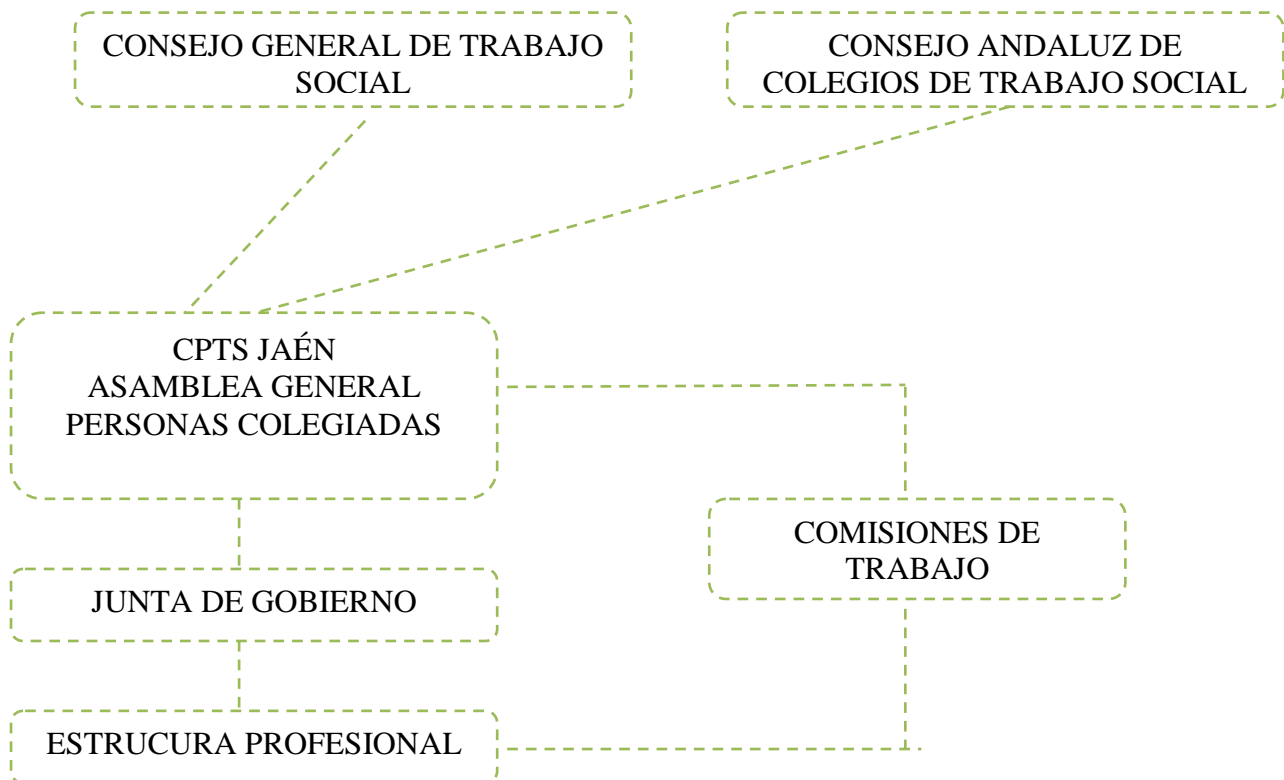 CONSEJO GENERAL DE TRABAJO
SOCIAL
CONSEJO ANDALUZ DE
COLEGIOS DE TRABAJO SOCIAL
CPTS JAÉN
ASAMBLEA GENERAL
PERSONAS COLEGIADAS
COMISIONES DE
TRABAJO
JUNTA DE GOBIERNO
ESTRUCURA PROFESIONAL